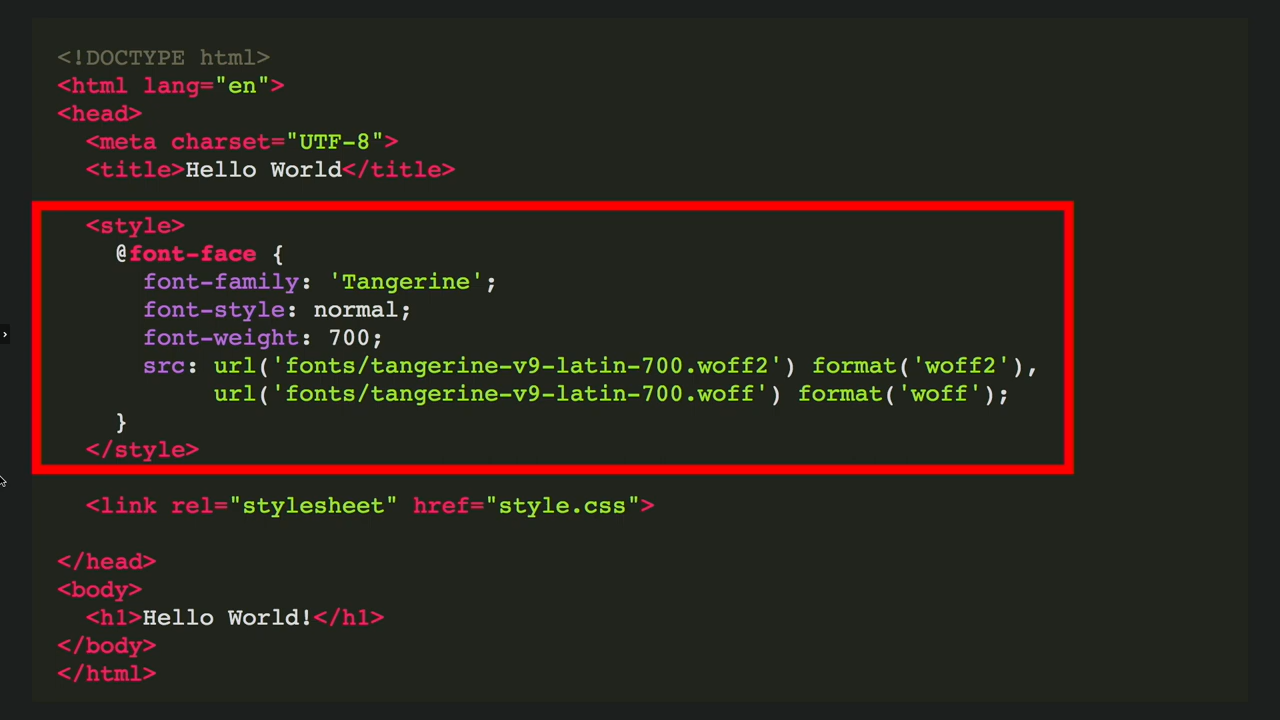 <!DOCTYPE html>
<html lang="en">
<head>
<meta charset="UTF-8">
<title>Hello World</title>
<style>
@font-face {
font-family: 'Tangerine';
font-style: normal;
font-weight: 700;
src: url('fonts/tangerine-v9-latin-700.woff2') format('woff2'),
url('fonts/tangerine-v9-latin-700.woff') format('woff');
}
</style>
<link rel="stylesheet" href="style.css">
</head>
<body>
<h1>Hello World!</h1>
</body>
</html>